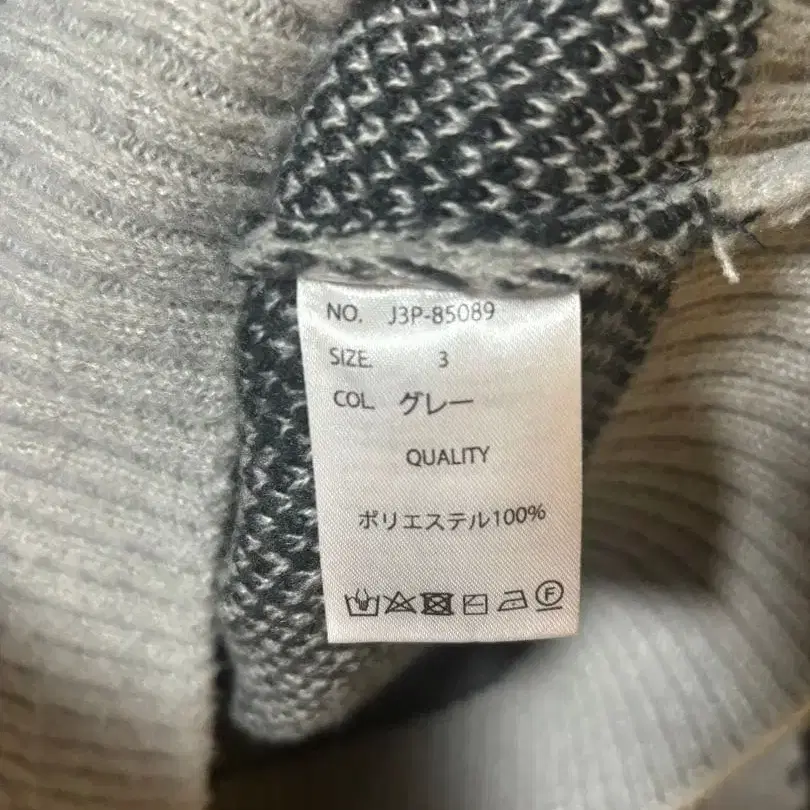 NO. J3P-85089
SIZE. 3
COL. グレー
QUALITY
ポリエステル100%
F